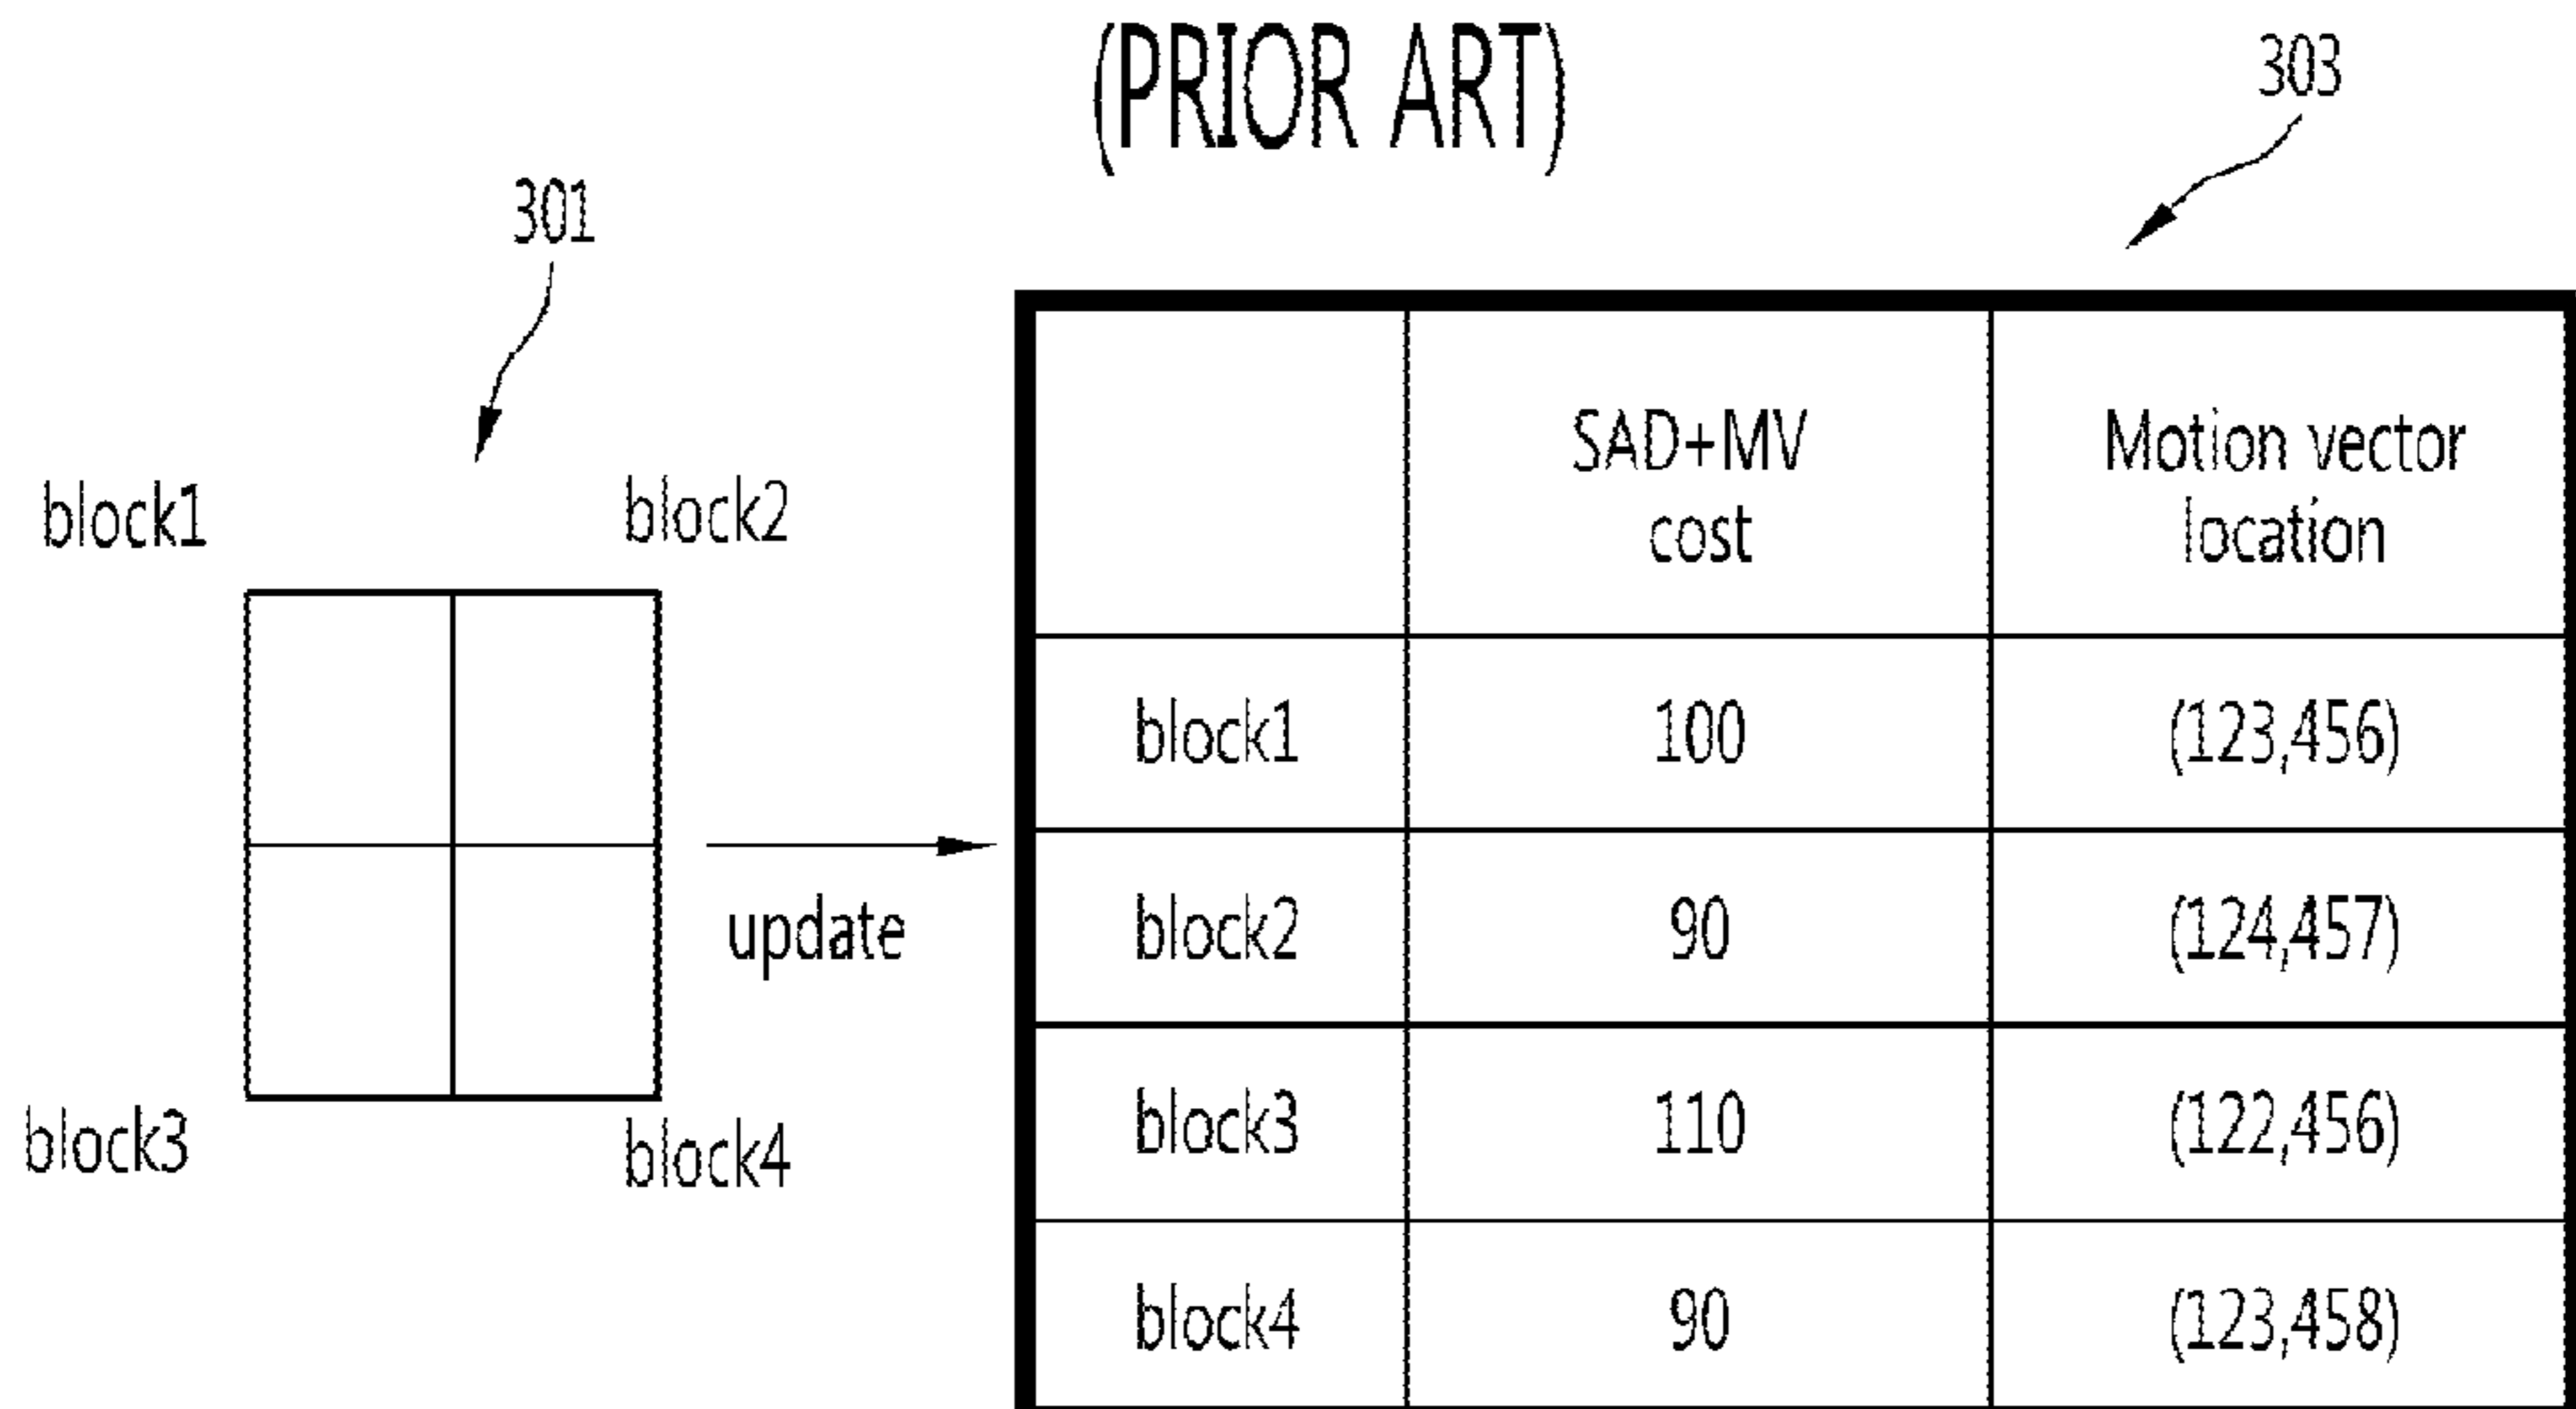 (PRIOR ART)
303
301
block1
block2
block3
block4
update
SAD+MV
cost
Motion vector
location
block1 100 (123,456)
block2 90 (124,457)
block3 110 (122,456)
block4 90 (123,458)